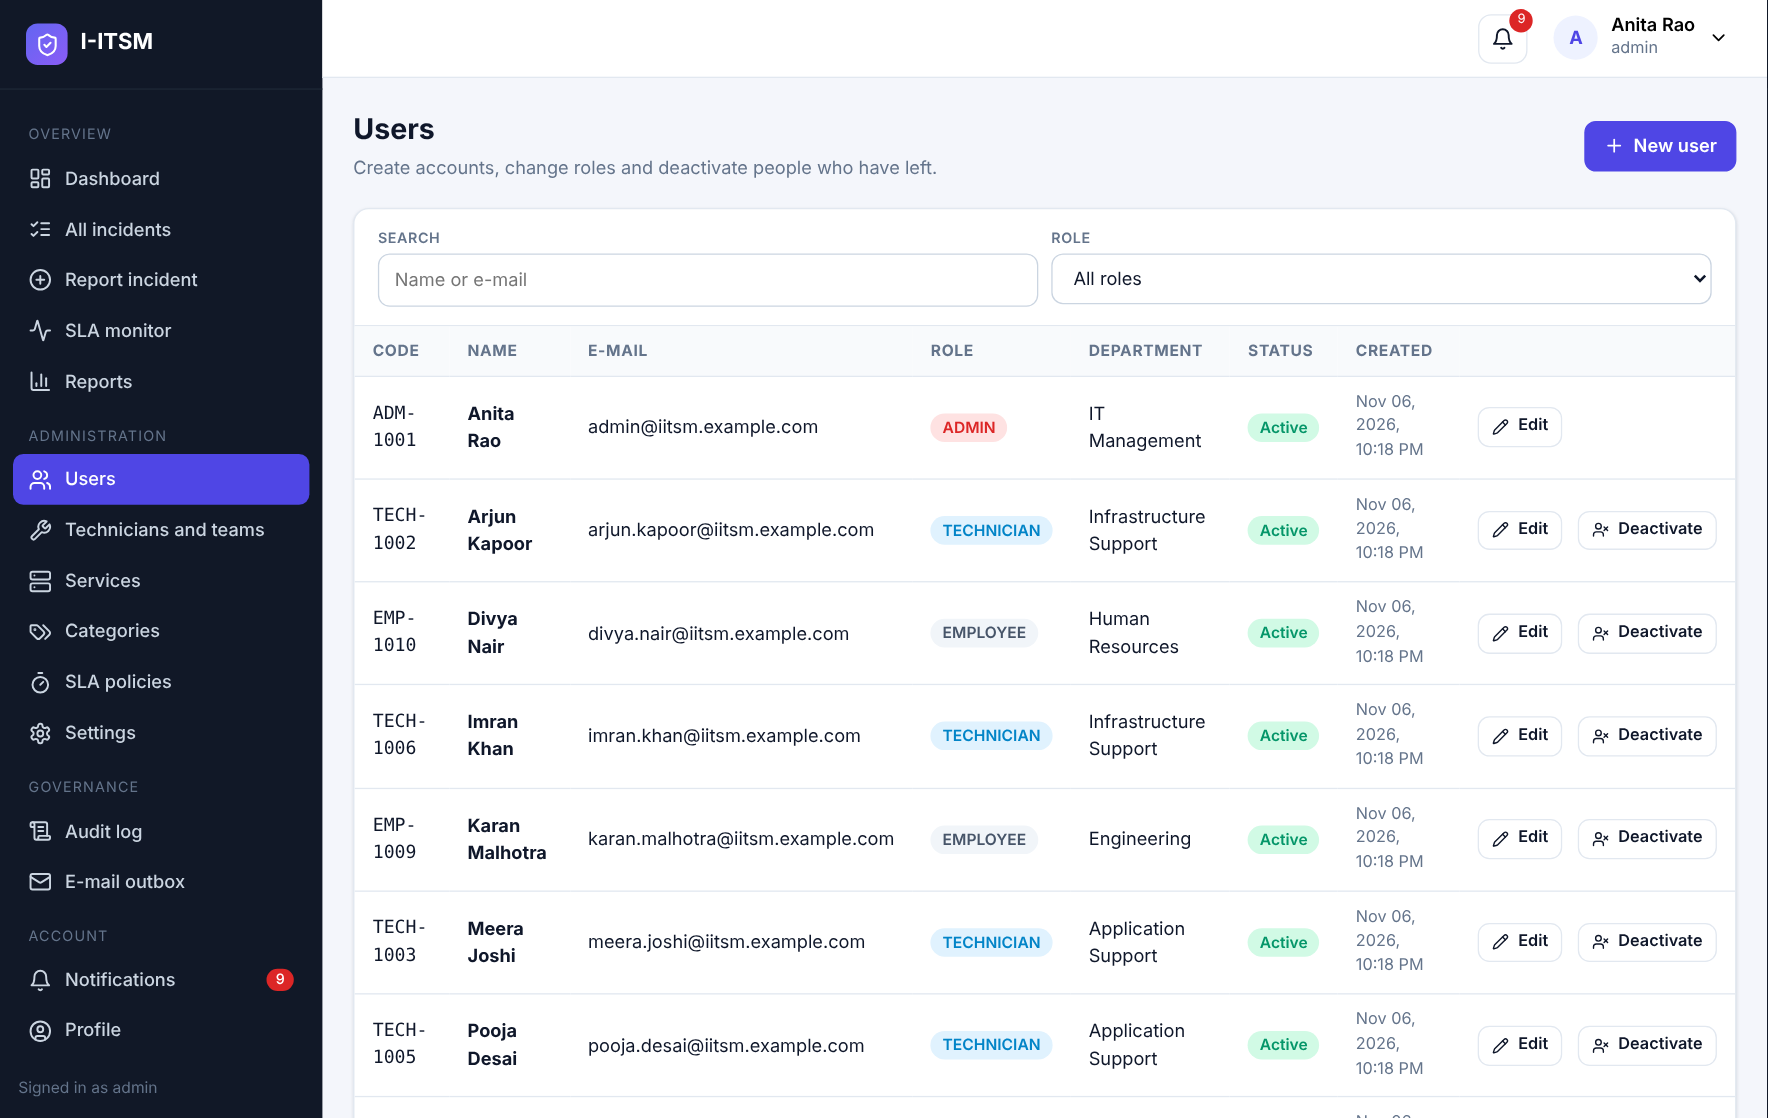 I-ITSM
9
A
Anita Rao
admin
OVERVIEW
Dashboard
All incidents
Report incident
SLA monitor
Reports
ADMINISTRATION
Users
Technicians and teams
Services
Categories
SLA policies
Settings
GOVERNANCE
Audit log
E-mail outbox
ACCOUNT
Notifications 9
Profile
Signed in as admin
Users
Create accounts, change roles and deactivate people who have left.
New user
SEARCH
Name or e-mail
ROLE
All roles
CODE NAME E-MAIL ROLE DEPARTMENT STATUS CREATED
ADM-
1001
Anita
Rao
admin@iitsm.example.com
ADMIN
IT
Management
Active
Nov 06,
2026,
10:18 PM
Edit
TECH-
1002
Arjun
Kapoor
arjun.kapoor@iitsm.example.com
TECHNICIAN
Infrastructure
Support
Active
Nov 06,
2026,
10:18 PM
Edit
Deactivate
EMP-
1010
Divya
Nair
divya.nair@iitsm.example.com
EMPLOYEE
Human
Resources
Active
Nov 06,
2026,
10:18 PM
Edit
Deactivate
TECH-
1006
Imran
Khan
imran.khan@iitsm.example.com
TECHNICIAN
Infrastructure
Support
Active
Nov 06,
2026,
10:18 PM
Edit
Deactivate
EMP-
1009
Karan
Malhotra
karan.malhotra@iitsm.example.com
EMPLOYEE
Engineering
Active
Nov 06,
2026,
10:18 PM
Edit
Deactivate
TECH-
1003
Meera
Joshi
meera.joshi@iitsm.example.com
TECHNICIAN
Application
Support
Active
Nov 06,
2026,
10:18 PM
Edit
Deactivate
TECH-
1005
Pooja
Desai
pooja.desai@iitsm.example.com
TECHNICIAN
Application
Support
Active
Nov 06,
2026,
10:18 PM
Edit
Deactivate